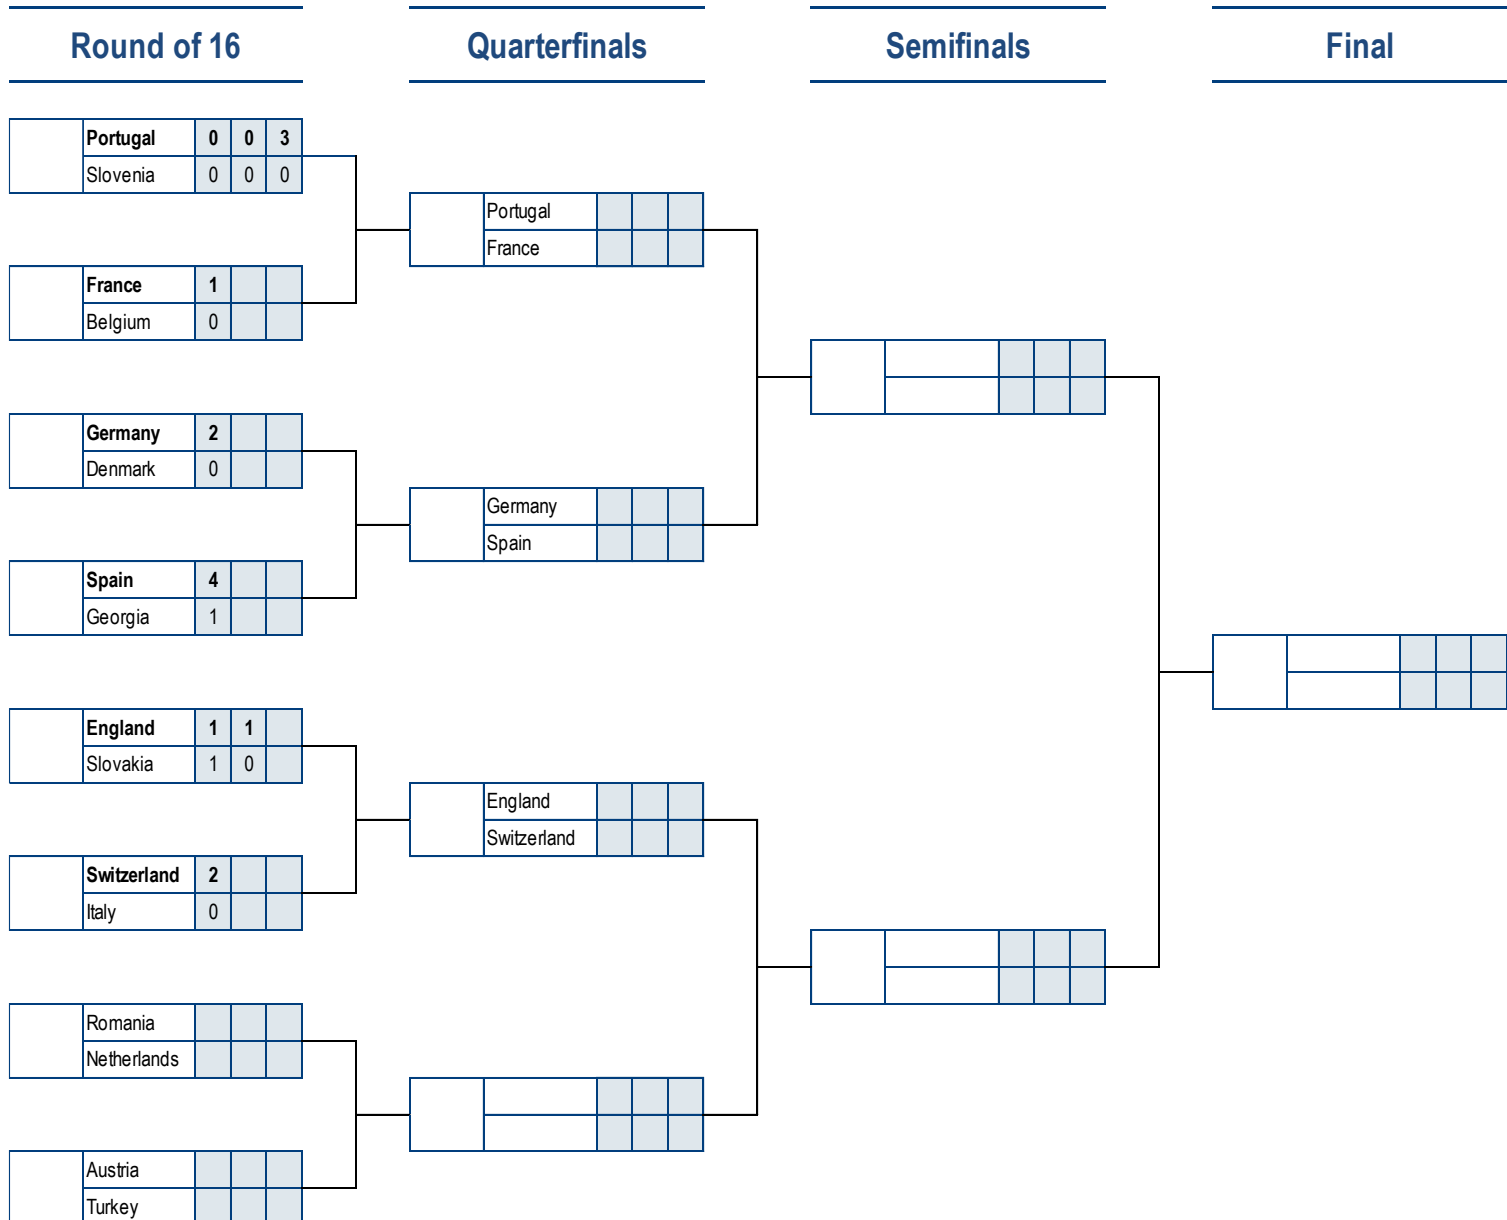 Round of 16 Quarterfinals Semifinals Final
Portugal 0 0 3
Slovenia 0 0 0
Portugal
France
France 1
Belgium 0
Germany 2
Denmark 0
Germany
Spain
Spain 4
Georgia 1
England 1 1
Slovakia 1 0
England
Switzerland
Switzerland 2
Italy 0
Romania
Netherlands
Austria
Turkey